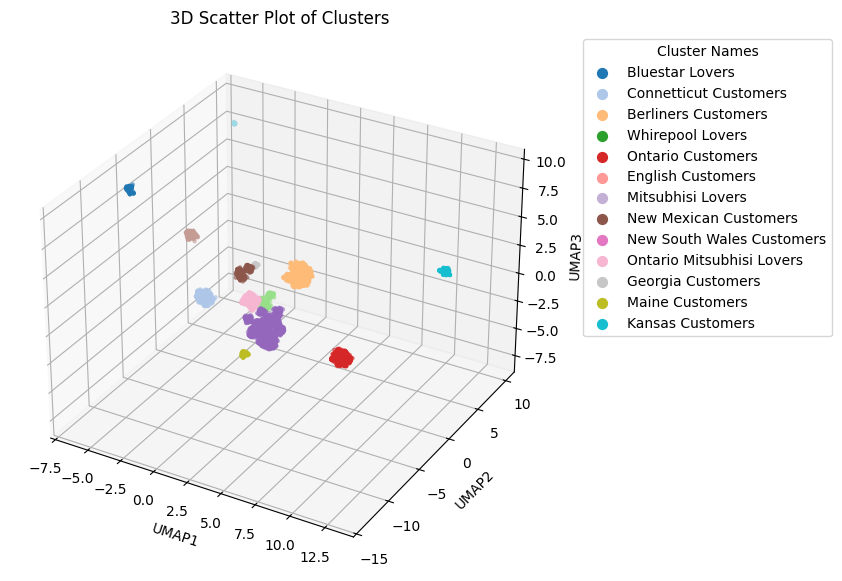 3D Scatter Plot of Clusters
Cluster Names
Bluestar Lovers
Connetticut Customers
Berliners Customers
Whirepool Lovers
Ontario Customers
English Customers
Mitsubhisi Lovers
New Mexican Customers
New South Wales Customers
Ontario Mitsubhisi Lovers
Georgia Customers
Maine Customers
Kansas Customers
10.0
7.5
5.0
2.5
0.0
−2.5
−5.0
−7.5
UMAP3
10
5
0
−5
−10
−15
UMAP2
−7.5
−5.0
−2.5
0.0
2.5
5.0
7.5
10.0
12.5
UMAP1